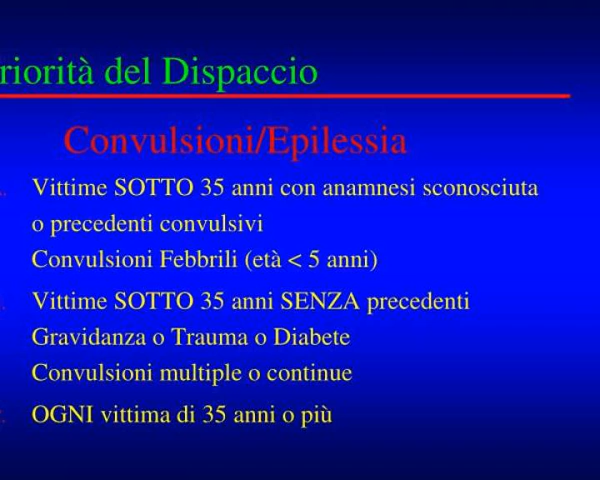 riorità del Dispaccio
Convulsioni/Epilessia
Vittime SOTTO 35 anni con anamnesi sconosciuta
o precedenti convulsivi
Convulsioni Febbrili (età < 5 anni)
Vittime SOTTO 35 anni SENZA precedenti
Gravidanza o Trauma o Diabete
Convulsioni multiple o continue
OGNI vittima di 35 anni o più